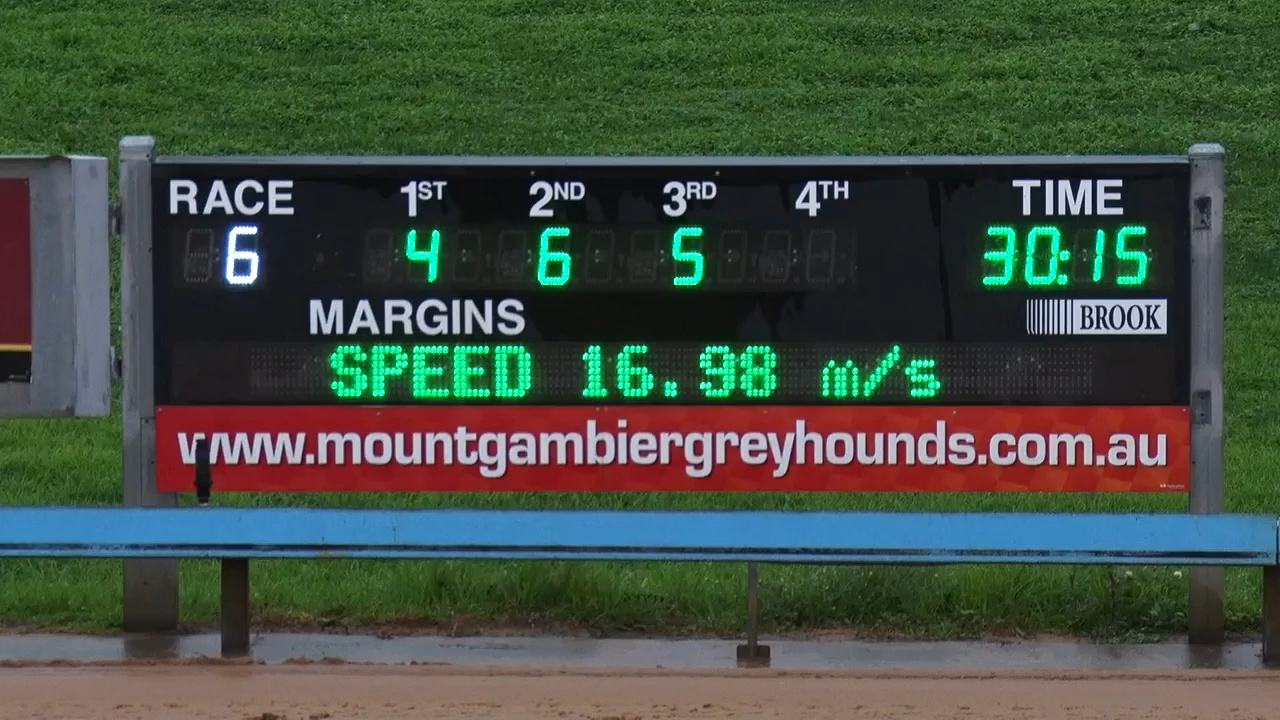 RACE 1ST 2ND 3RD 4TH TIME
6 4 6 5 30:15
MARGINS BROOK
SPEED 16.98 m/s
www.mountgambiergreyhounds.com.au